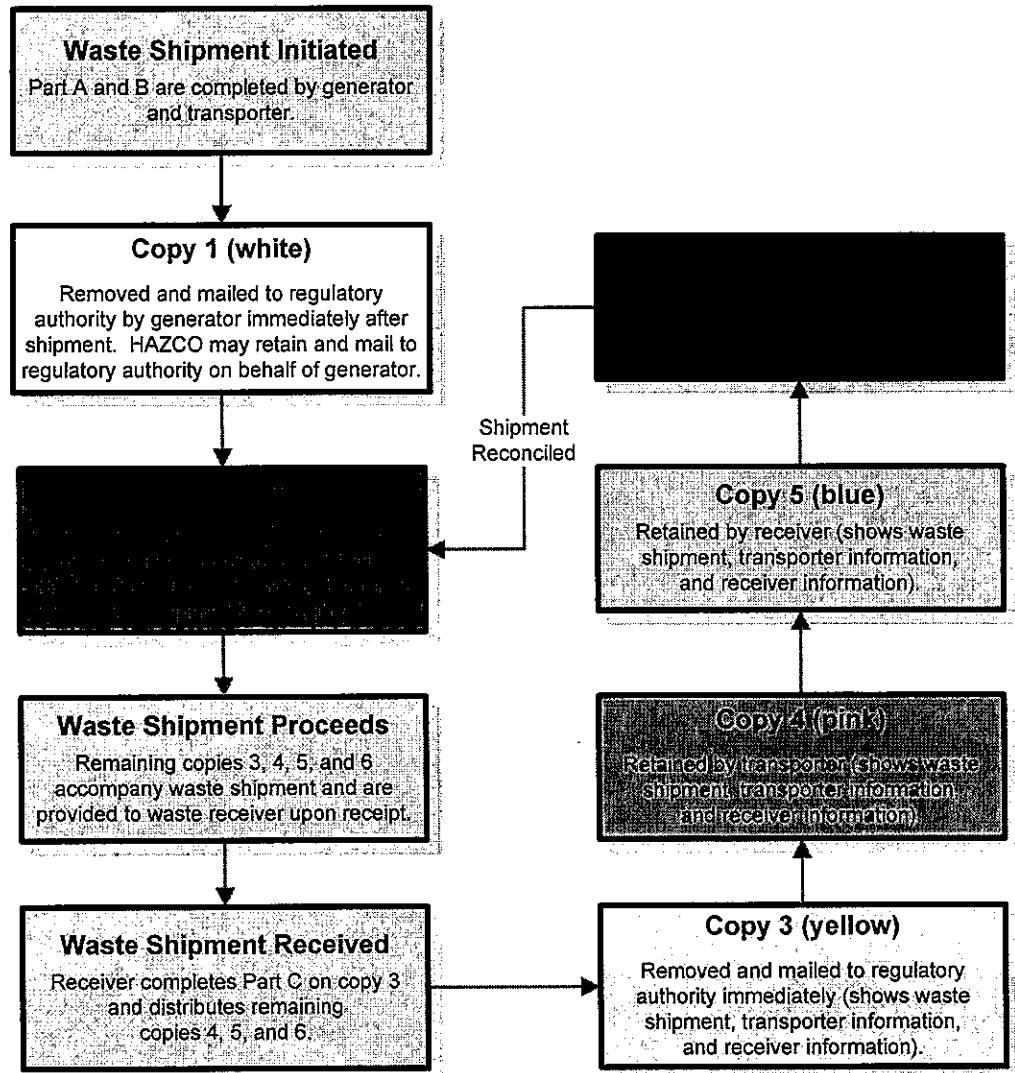 Waste Shipment Initiated
Part A and B are completed by generator
and transporter.
Copy 1 (white)
Removed and mailed to regulatory
authority by generator immediately after
shipment. HAZCO may retain and mail to
regulatory authority on behalf of generator.
Waste Shipment Proceeds
Remaining copies 3, 4, 5, and 6
accompany waste shipment and are
provided to waste receiver upon receipt.
Waste Shipment Received
Receiver completes Part C on copy 3
and distributes remaining
copies 4, 5, and 6.
Copy 3 (yellow)
Removed and mailed to regulatory
authority immediately (shows waste
shipment, transporter information,
and receiver information).
Copy 4 (pink)
Retained by transporter (shows waste
shipment, transporter information
and receiver information)
Copy 5 (blue)
Retained by receiver (shows waste
shipment, transporter information,
and receiver information).
Shipment
Reconciled